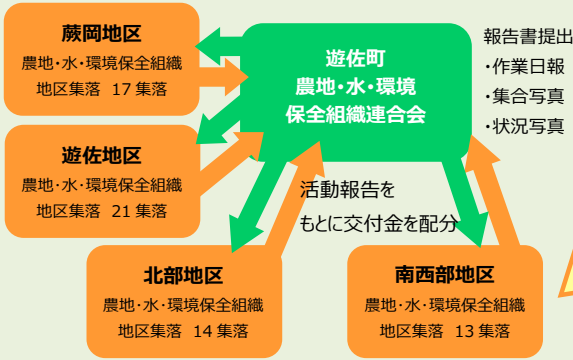 蕨岡地区
農地・水・環境保全組織
地区集落 17 集落
遊佐町
農地・水・環境
保全組織連合会
報告書提出
・作業日報
・集合写真
・状況写真
遊佐地区
農地・水・環境保全組織
地区集落 21 集落
活動報告を
もとに交付金を配分
北部地区
農地・水・環境保全組織
地区集落 14 集落
南西部地区
農地・水・環境保全組織
地区集落 13 集落